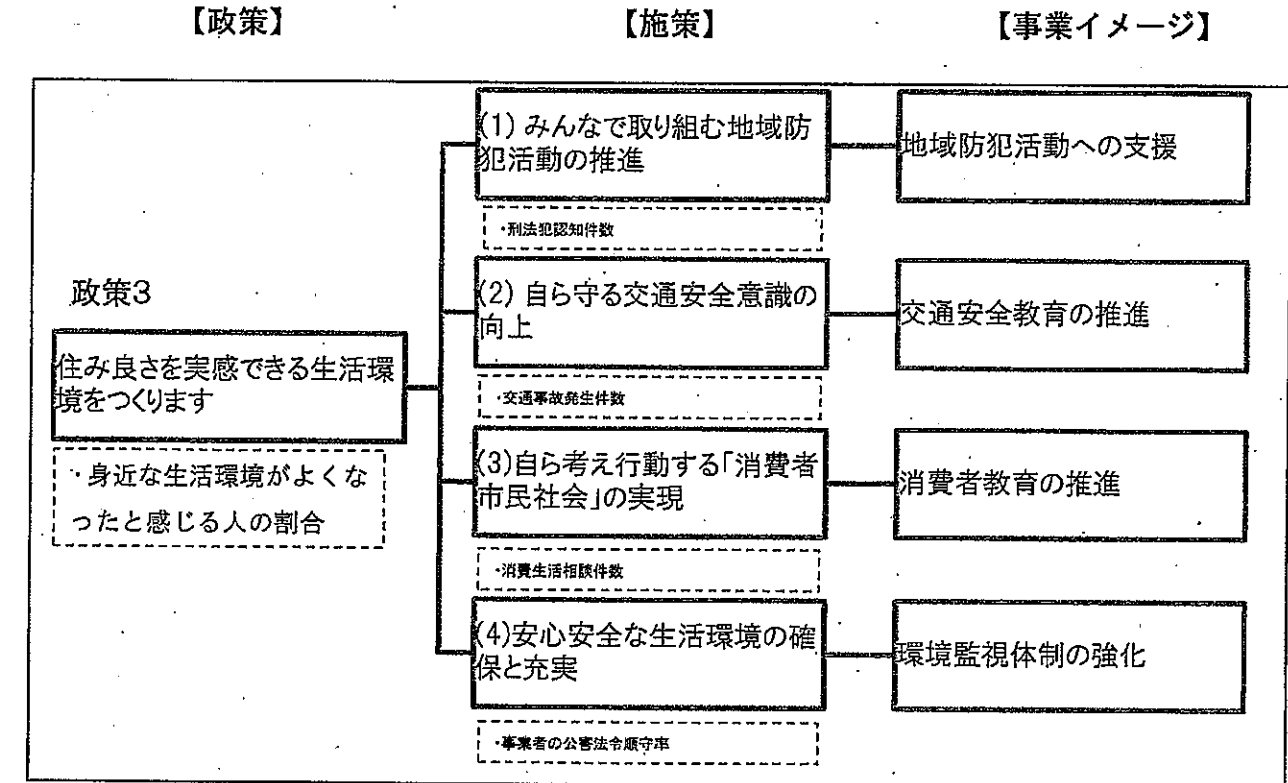 【政策】
【施策】
【事業イメージ】
(1) みんなで取り組む地域防
犯活動の推進
地域防犯活動への支援
・刑法犯認知件数
政策3
(2) 自ら守る交通安全意識の
向上
交通安全教育の推進
住み良さを実感できる生活環
境をつくります
・交通事故発生件数
・身近な生活環境がよくな
ったと感じる人の割合
(3)自ら考え行動する「消費者
市民社会」の実現
消費者教育の推進
・消費生活相談件数
(4)安心安全な生活環境の確
保と充実
環境監視体制の強化
・事業者の公害法令順守率